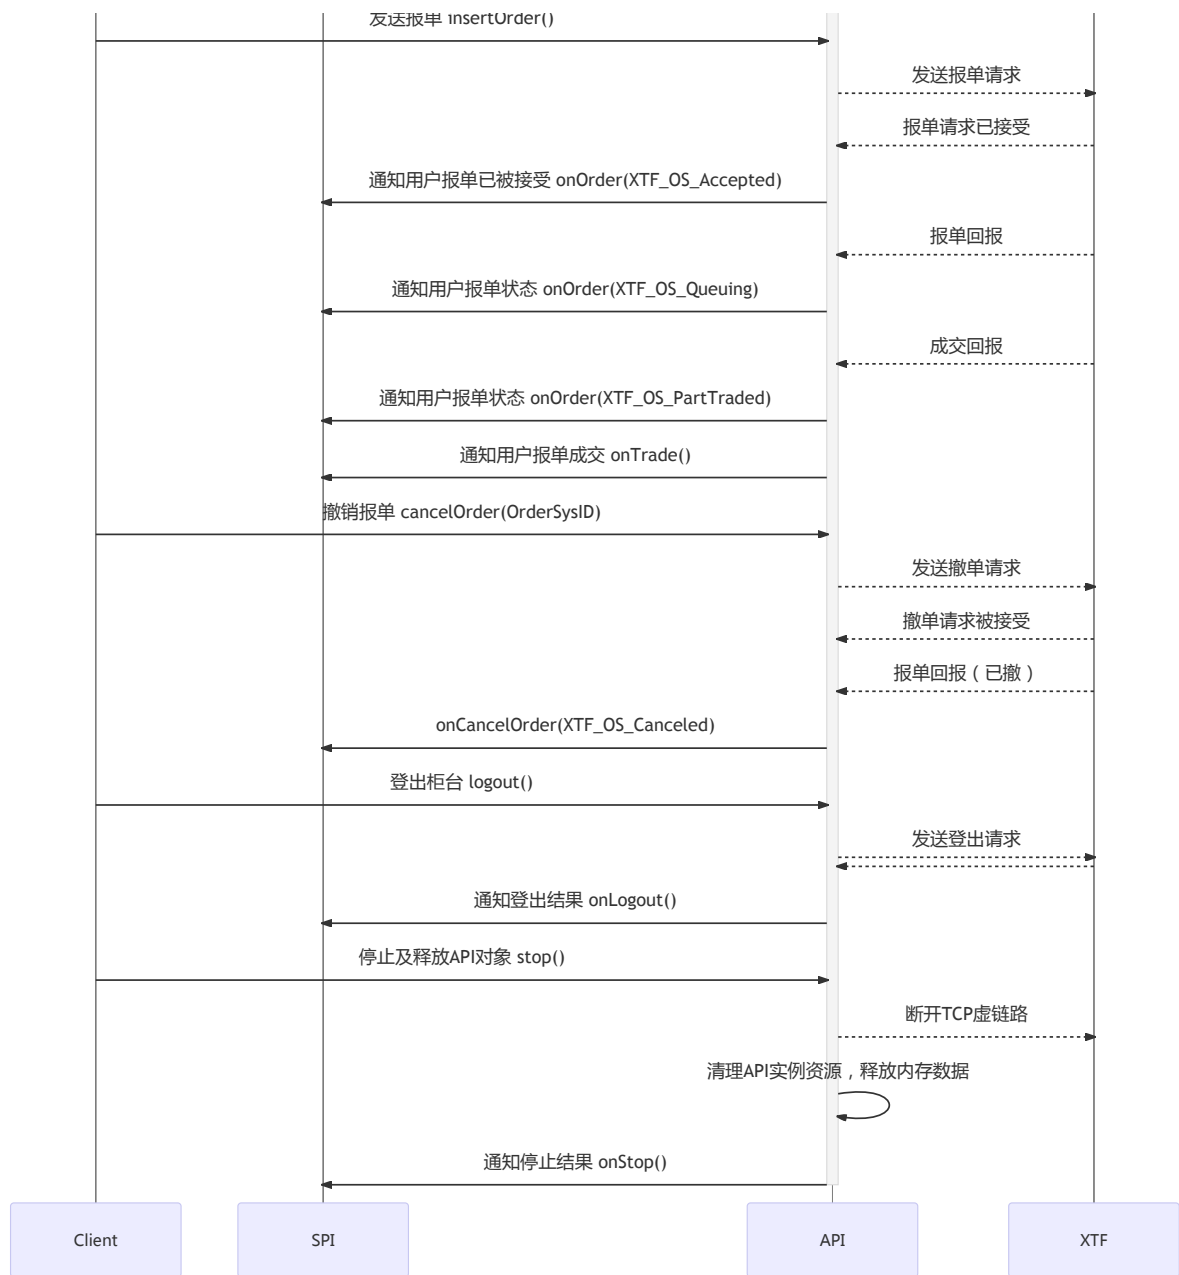 发送报单 insertOrder()
发送报单请求
报单请求已接受
通知用户报单已被接受 onOrder(XTF_OS_Accepted)
报单回报
通知用户报单状态 onOrder(XTF_OS_Queuing)
成交回报
通知用户报单状态 onOrder(XTF_OS_PartTraded)
通知用户报单成交 onTrade()
撤销报单 cancelOrder(OrderSysID)
发送撤单请求
撤单请求被接受
报单回报（已撤）
onCancelOrder(XTF_OS_Canceled)
登出柜台 logout()
发送登出请求
通知登出结果 onLogout()
停止及释放API对象 stop()
断开TCP虚链路
清理API实例资源，释放内存数据
通知停止结果 onStop()
Client SPI API XTF